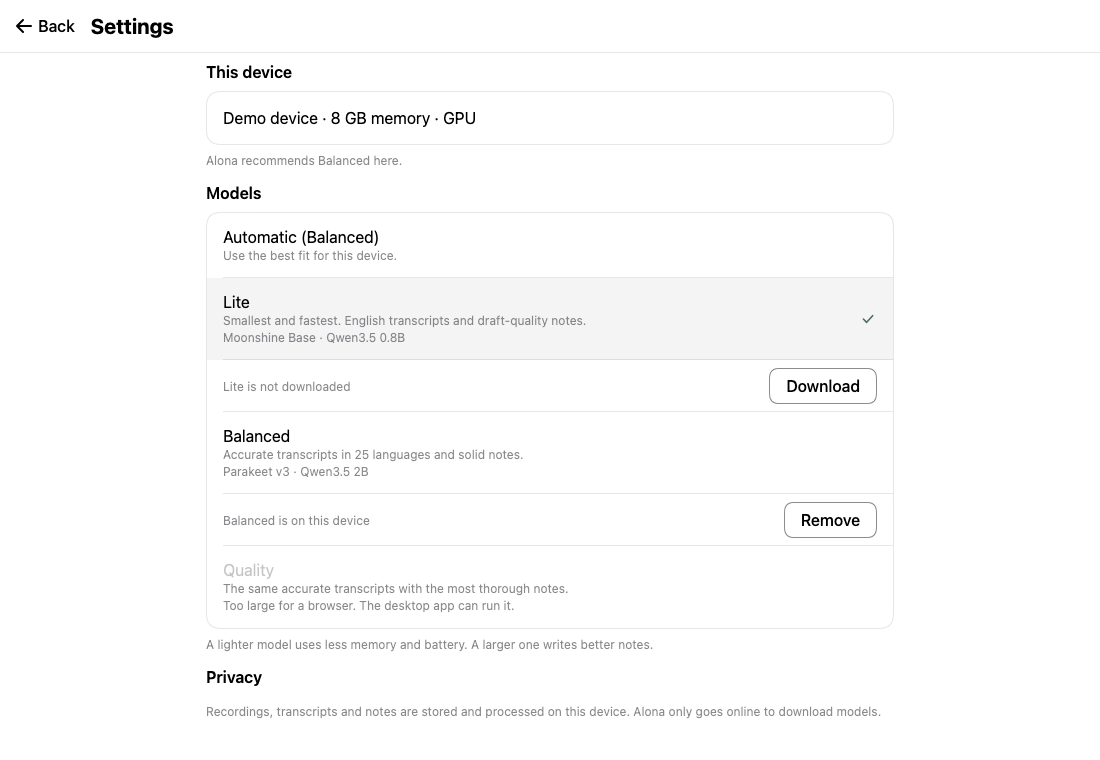 Back Settings
This device
Demo device · 8 GB memory · GPU
Alona recommends Balanced here.
Models
Automatic (Balanced)
Use the best fit for this device.
Lite
Smallest and fastest. English transcripts and draft-quality notes.
Moonshine Base · Qwen3.5 0.8B
Lite is not downloaded Download
Balanced
Accurate transcripts in 25 languages and solid notes.
Parakeet v3 · Qwen3.5 2B
Balanced is on this device Remove
Quality
The same accurate transcripts with the most thorough notes.
Too large for a browser. The desktop app can run it.
A lighter model uses less memory and battery. A larger one writes better notes.
Privacy
Recordings, transcripts and notes are stored and processed on this device. Alona only goes online to download models.